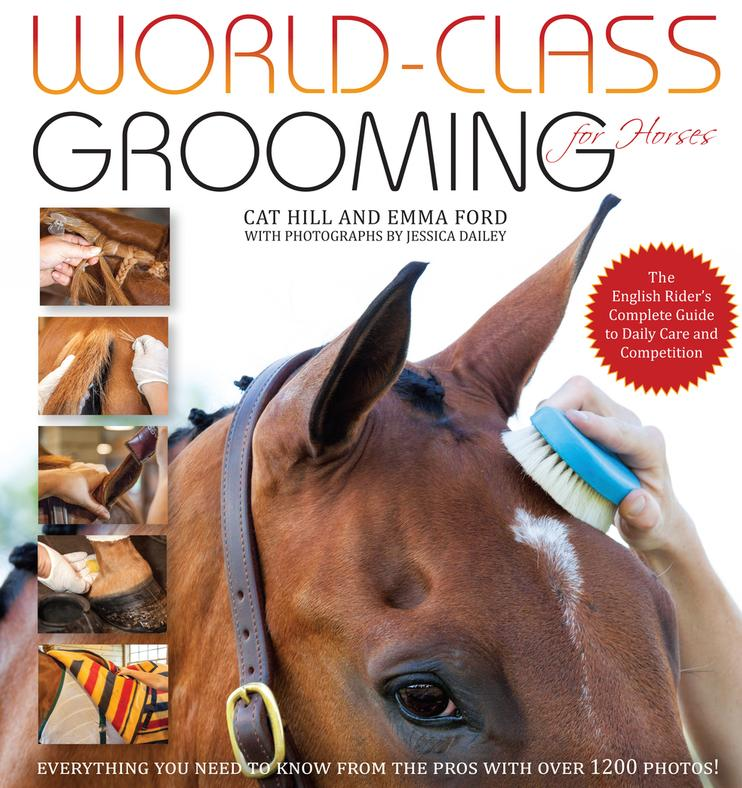 WORLD-CLASS
GROOMING
for Horses
CAT HILL AND EMMA FORD
WITH PHOTOGRAPHS BY JESSICA DAILEY
The
English Rider's
Complete Guide
to Daily Care and
Competition
EVERYTHING YOU NEED TO KNOW FROM THE PROS WITH OVER 1200 PHOTOS!